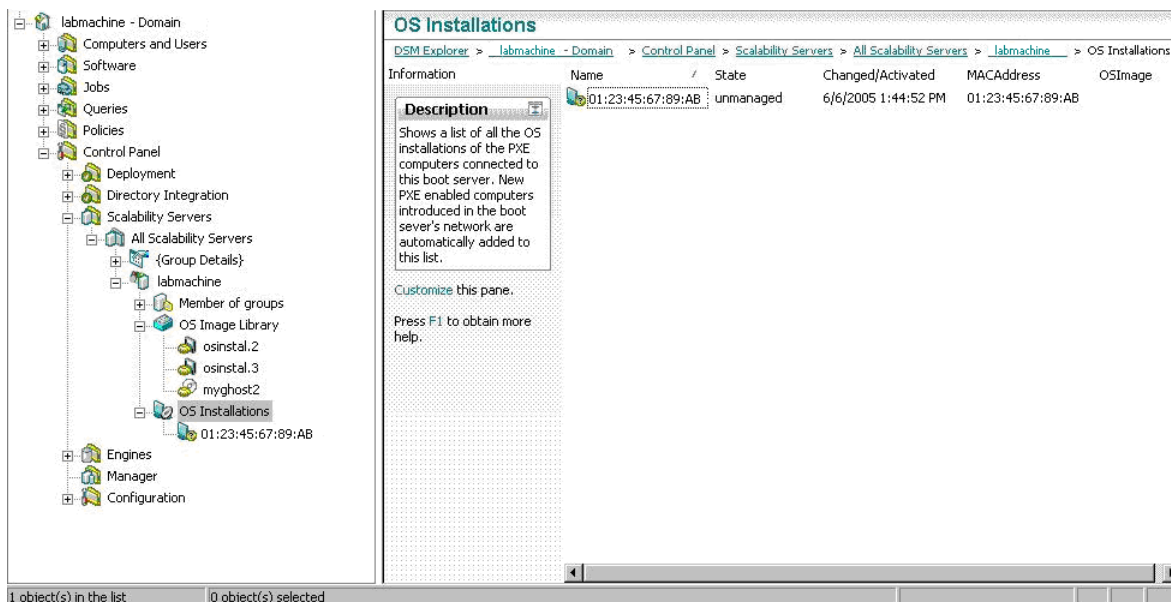 labmachine - Domain
Computers and Users
Software
Jobs
Queries
Policies
Control Panel
Deployment
Directory Integration
Scalability Servers
All Scalability Servers
{Group Details}
labmachine
Member of groups
OS Image Library
osinstal.2
osinstal.3
myghost2
OS Installations
01:23:45:67:89:AB
Engines
Manager
Configuration
OS Installations
DSM Explorer > labmachine - Domain > Control Panel > Scalability Servers > All Scalability Servers > labmachine > OS Installations
Information
Description
Shows a list of all the OS
installations of the PXE
computers connected to
this boot server. New
PXE enabled computers
introduced in the boot
sever's network are
automatically added to
this list.
Customize this pane.
Press F1 to obtain more
help.
Name / State Changed/Activated MACAddress OSImage
01:23:45:67:89:AB unmanaged 6/6/2005 1:44:52 PM 01:23:45:67:89:AB
1 object(s) in the list 0 object(s) selected